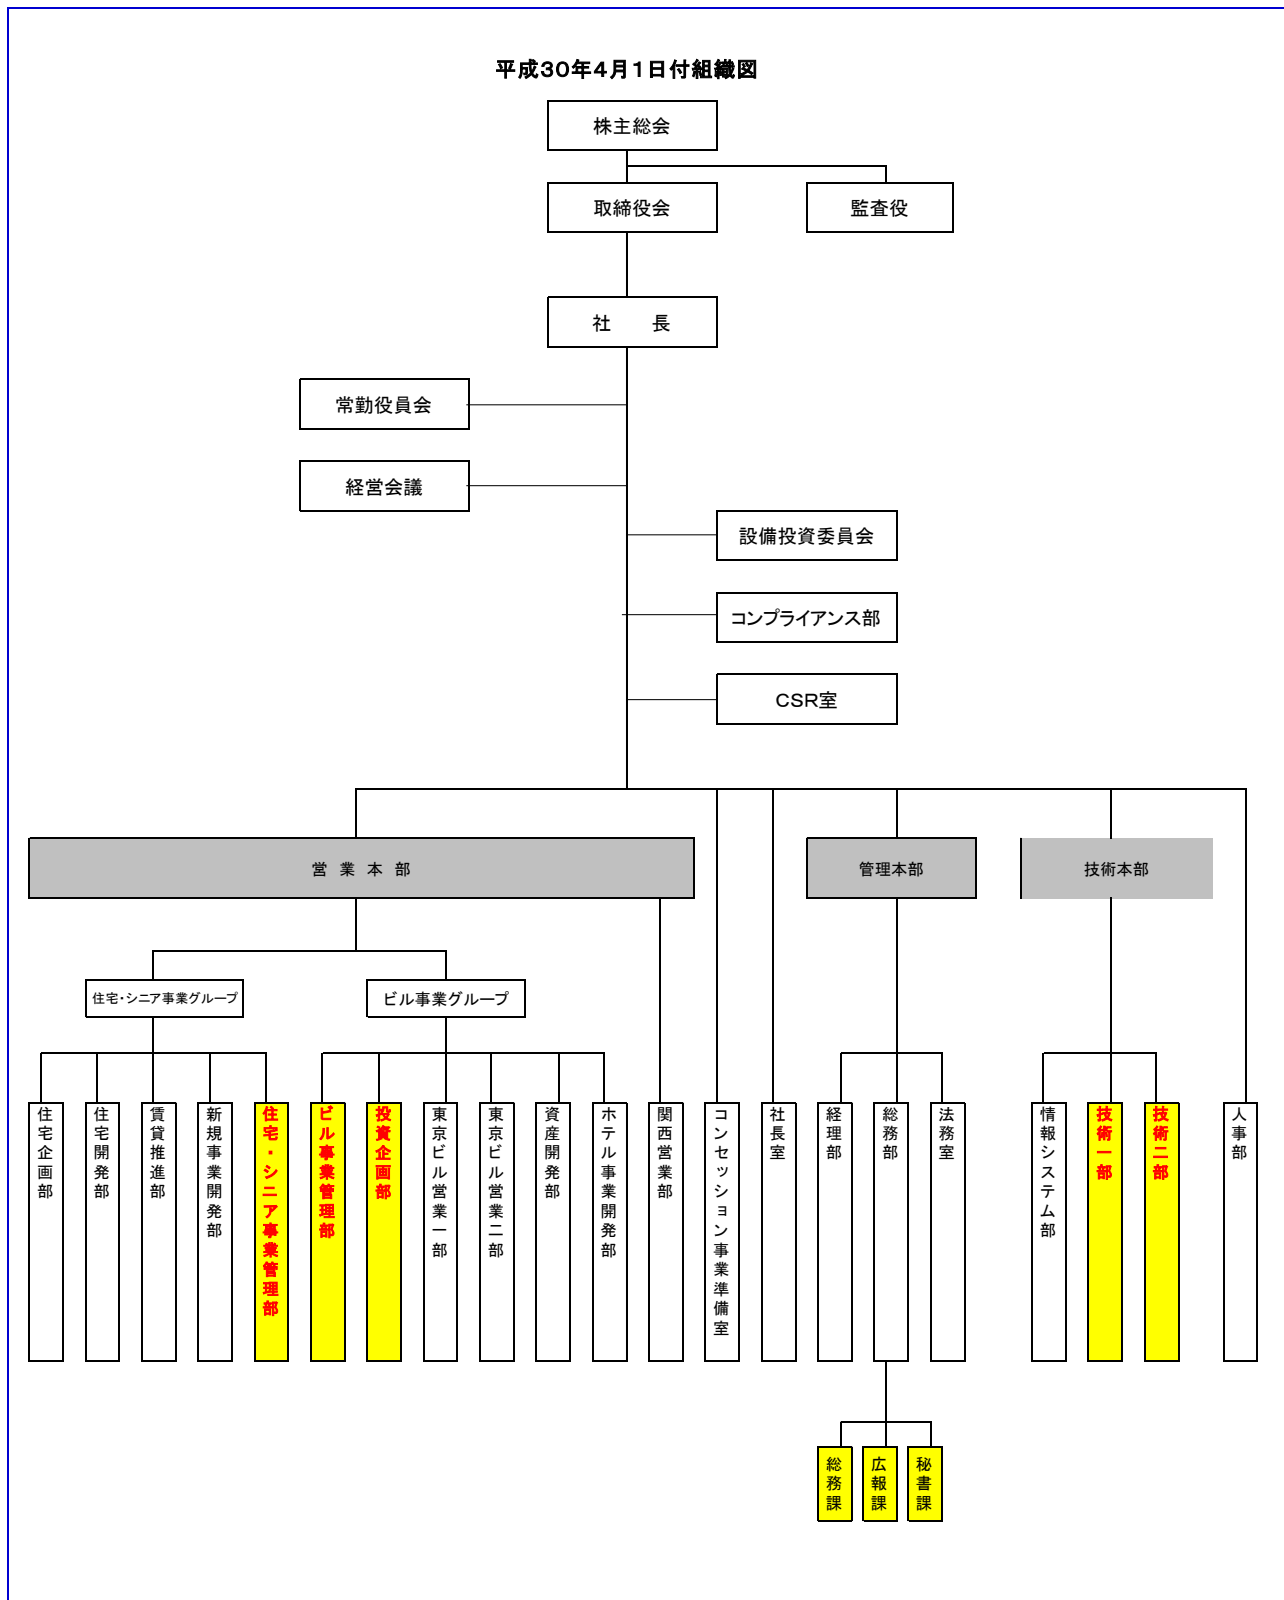 平成30年4月1日付組織図
株主総会
取締役会
監査役
社　長
常勤役員会
経営会議
設備投資委員会
コンプライアンス部
CSR室
営業本部
管理本部
技術本部
住宅・シニア事業グループ
ビル事業グループ
住宅企画部
住宅開発部
賃貸推進部
新規事業開発部
住宅・シニア事業管理部
ビル事業管理部
投資企画部
東京ビル営業一部
東京ビル営業二部
資産開発部
ホテル事業開発部
関西営業部
コンセッション事業準備室
社長室
経理部
総務部
法務室
情報システム部
技術一部
技術二部
人事部
総務課
広報課
秘書課